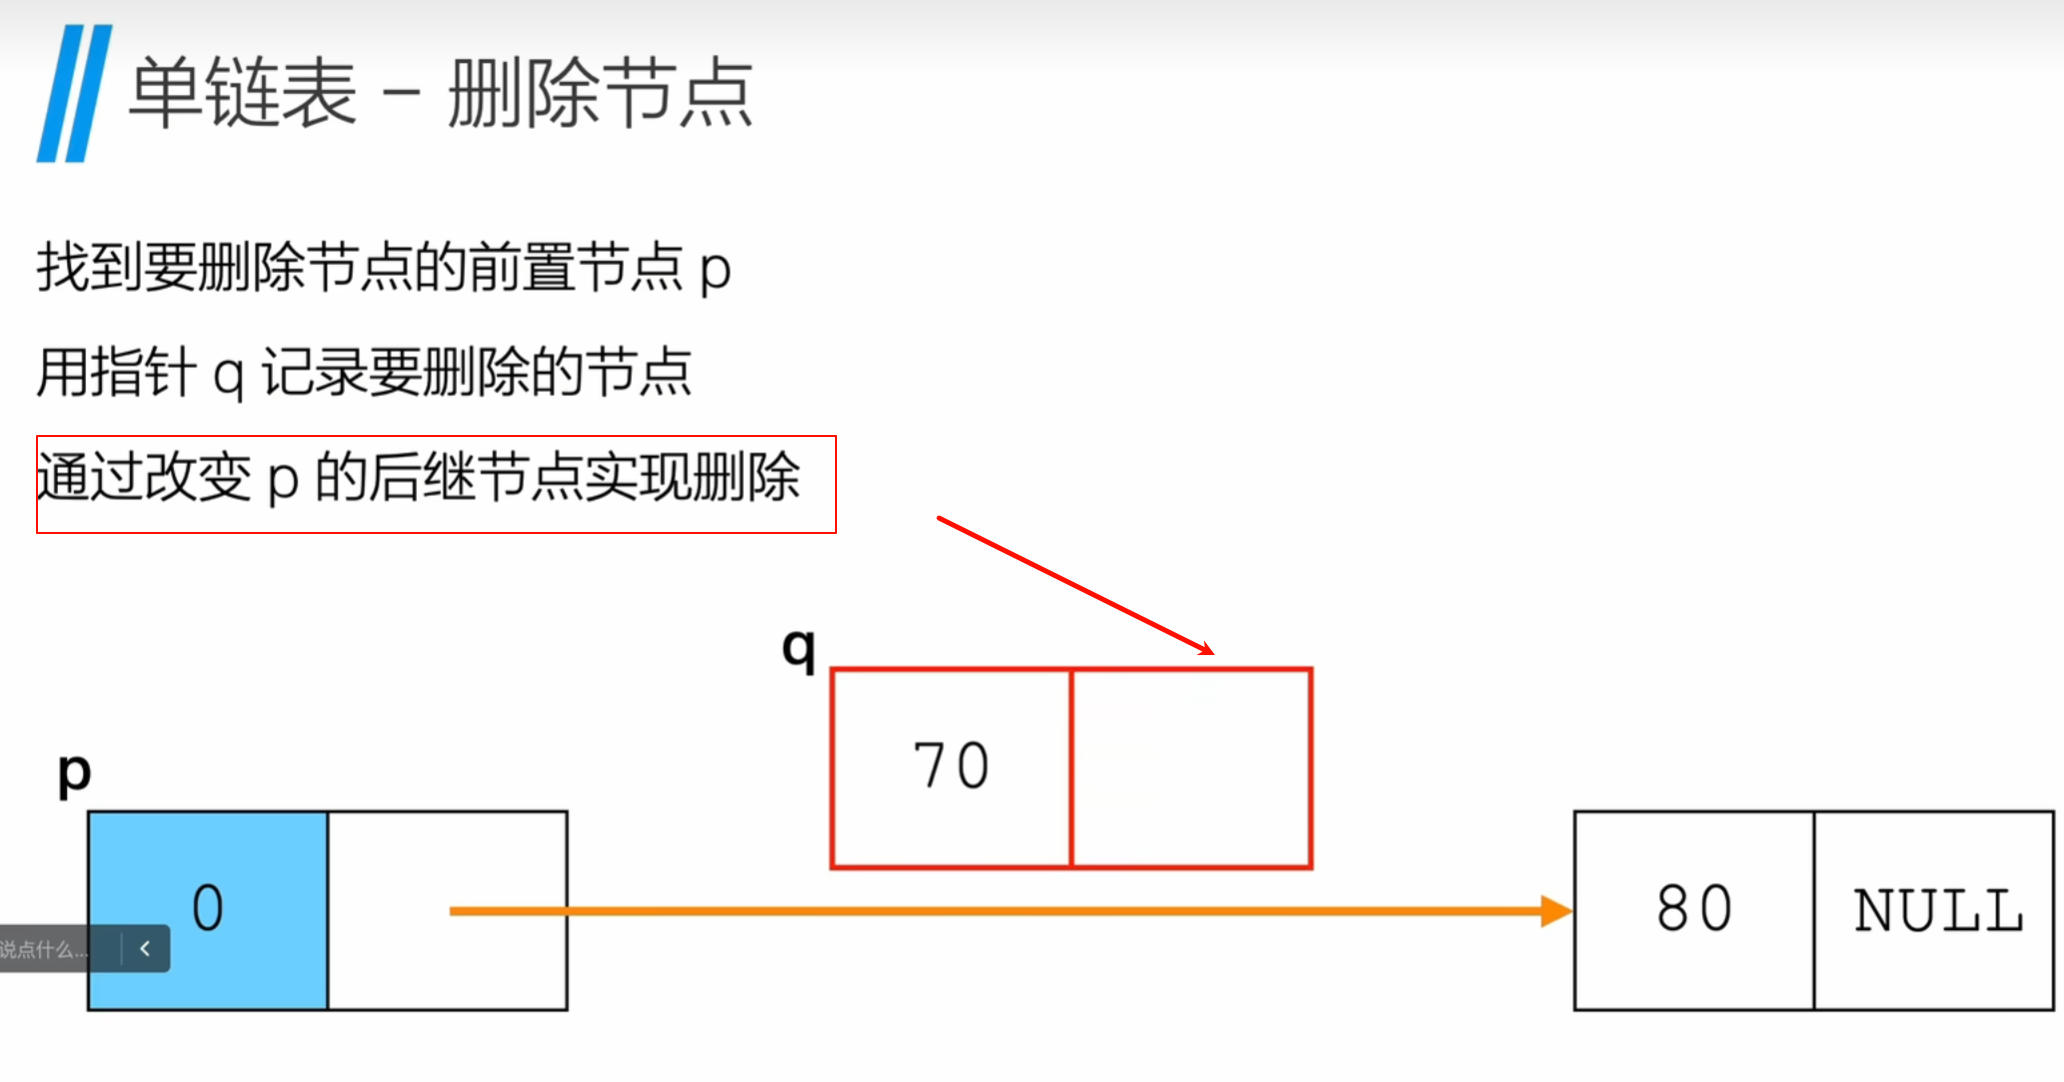 单链表 - 删除节点
找到要删除节点的前置节点 p
用指针 q 记录要删除的节点
通过改变 p 的后继节点实现删除
q
70
p
0
80 NULL
说点什么...